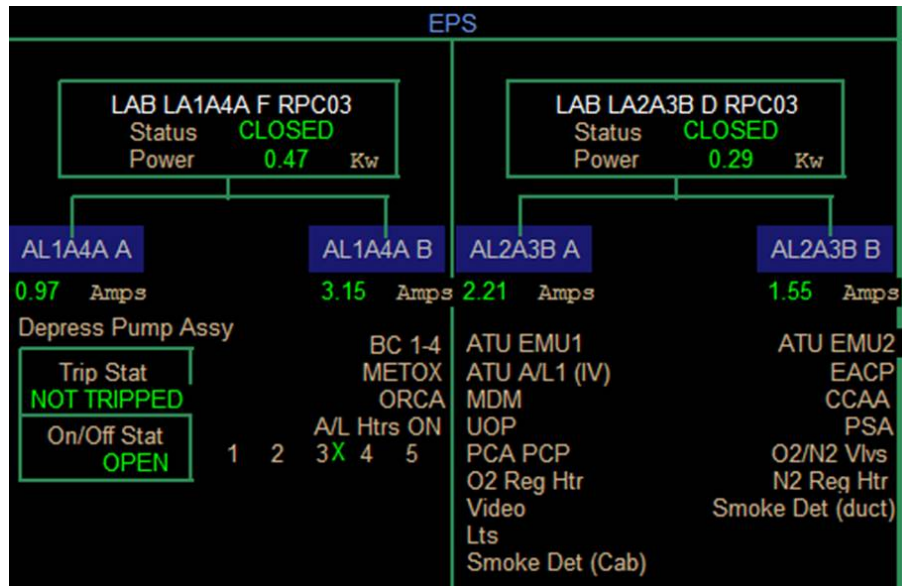 EPS
LAB LA1A4A F RPC03
Status CLOSED
Power 0.47 Kw
AL1A4A A
AL1A4A B
0.97 Amps
3.15 Amps
Depress Pump Assy
Trip Stat
NOT TRIPPED
On/Off Stat
OPEN
BC 1-4
METOX
ORCA
A/L Htrs ON
1 2 3X 4 5
LAB LA2A3B D RPC03
Status CLOSED
Power 0.29 Kw
AL2A3B A
AL2A3B B
2.21 Amps
1.55 Amps
ATU EMU1
ATU A/L1 (IV)
MDM
UOP
PCA PCP
O2 Reg Htr
Video
Lts
Smoke Det (Cab)
ATU EMU2
EACP
CCAA
PSA
O2/N2 Vlvs
N2 Reg Htr
Smoke Det (duct)